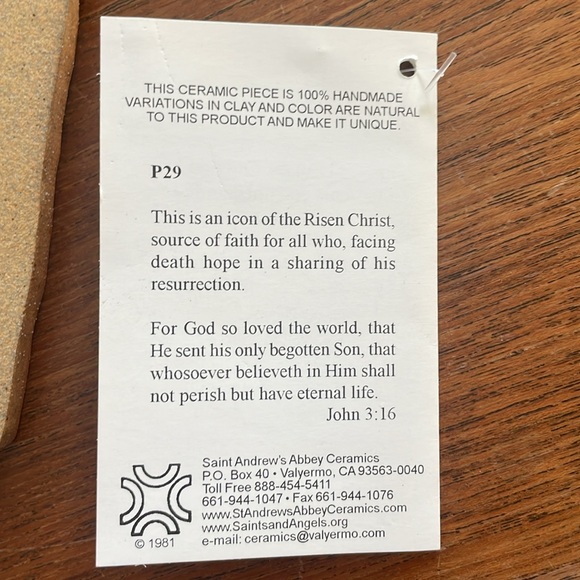 THIS CERAMIC PIECE IS 100% HANDMADE
VARIATIONS IN CLAY AND COLOR ARE NATURAL
TO THIS PRODUCT AND MAKE IT UNIQUE.
P29
This is an icon of the Risen Christ,
source of faith for all who, facing
death hope in a sharing of his
resurrection.
For God so loved the world, that
He sent his only begotten Son, that
whosoever believeth in Him shall
not perish but have eternal life.
John 3:16
Saint Andrew's Abbey Ceramics
P.O. Box 40 • Valyermo, CA 93563-0040
Toll Free 888-454-5411
661-944-1047 • Fax 661-944-1076
www.StAndrewsAbbeyCeramics.com
www.SaintsandAngels.org
e-mail: ceramics@valyermo.com
© 1981